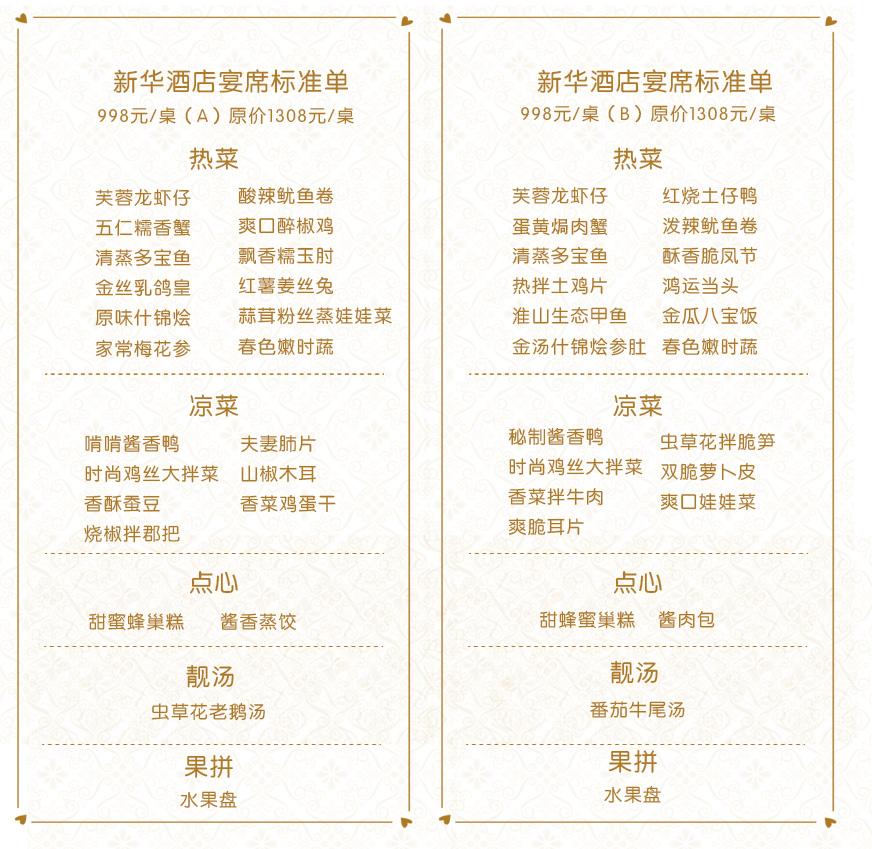 新华酒店宴席标准单
998元/桌（A）原价1308元/桌
热菜
芙蓉龙虾仔
酸辣鱿鱼卷
五仁糯香蟹
爽口醉椒鸡
清蒸多宝鱼
飘香糯玉肘
金丝乳鸽皇
红薯姜丝兔
原味什锦烩
蒜茸粉丝蒸娃娃菜
家常梅花参
春色嫩时蔬
凉菜
啃啃酱香鸭
夫妻肺片
时尚鸡丝大拌菜
山椒木耳
香酥蚕豆
香菜鸡蛋干
烧椒拌郡把
点心
甜蜜蜂巢糕
酱香蒸饺
靓汤
虫草花老鹅汤
果拼
水果盘
新华酒店宴席标准单
998元/桌（B）原价1308元/桌
热菜
芙蓉龙虾仔
红烧土仔鸭
蛋黄焗肉蟹
泼辣鱿鱼卷
清蒸多宝鱼
酥香脆凤节
热拌土鸡片
鸿运当头
淮山生态甲鱼
金瓜八宝饭
金汤什锦烩参肚
春色嫩时蔬
凉菜
秘制酱香鸭
虫草花拌脆笋
时尚鸡丝大拌菜
双脆萝卜皮
香菜拌牛肉
爽口娃娃菜
爽脆耳片
点心
甜蜂蜜巢糕
酱肉包
靓汤
番茄牛尾汤
果拼
水果盘